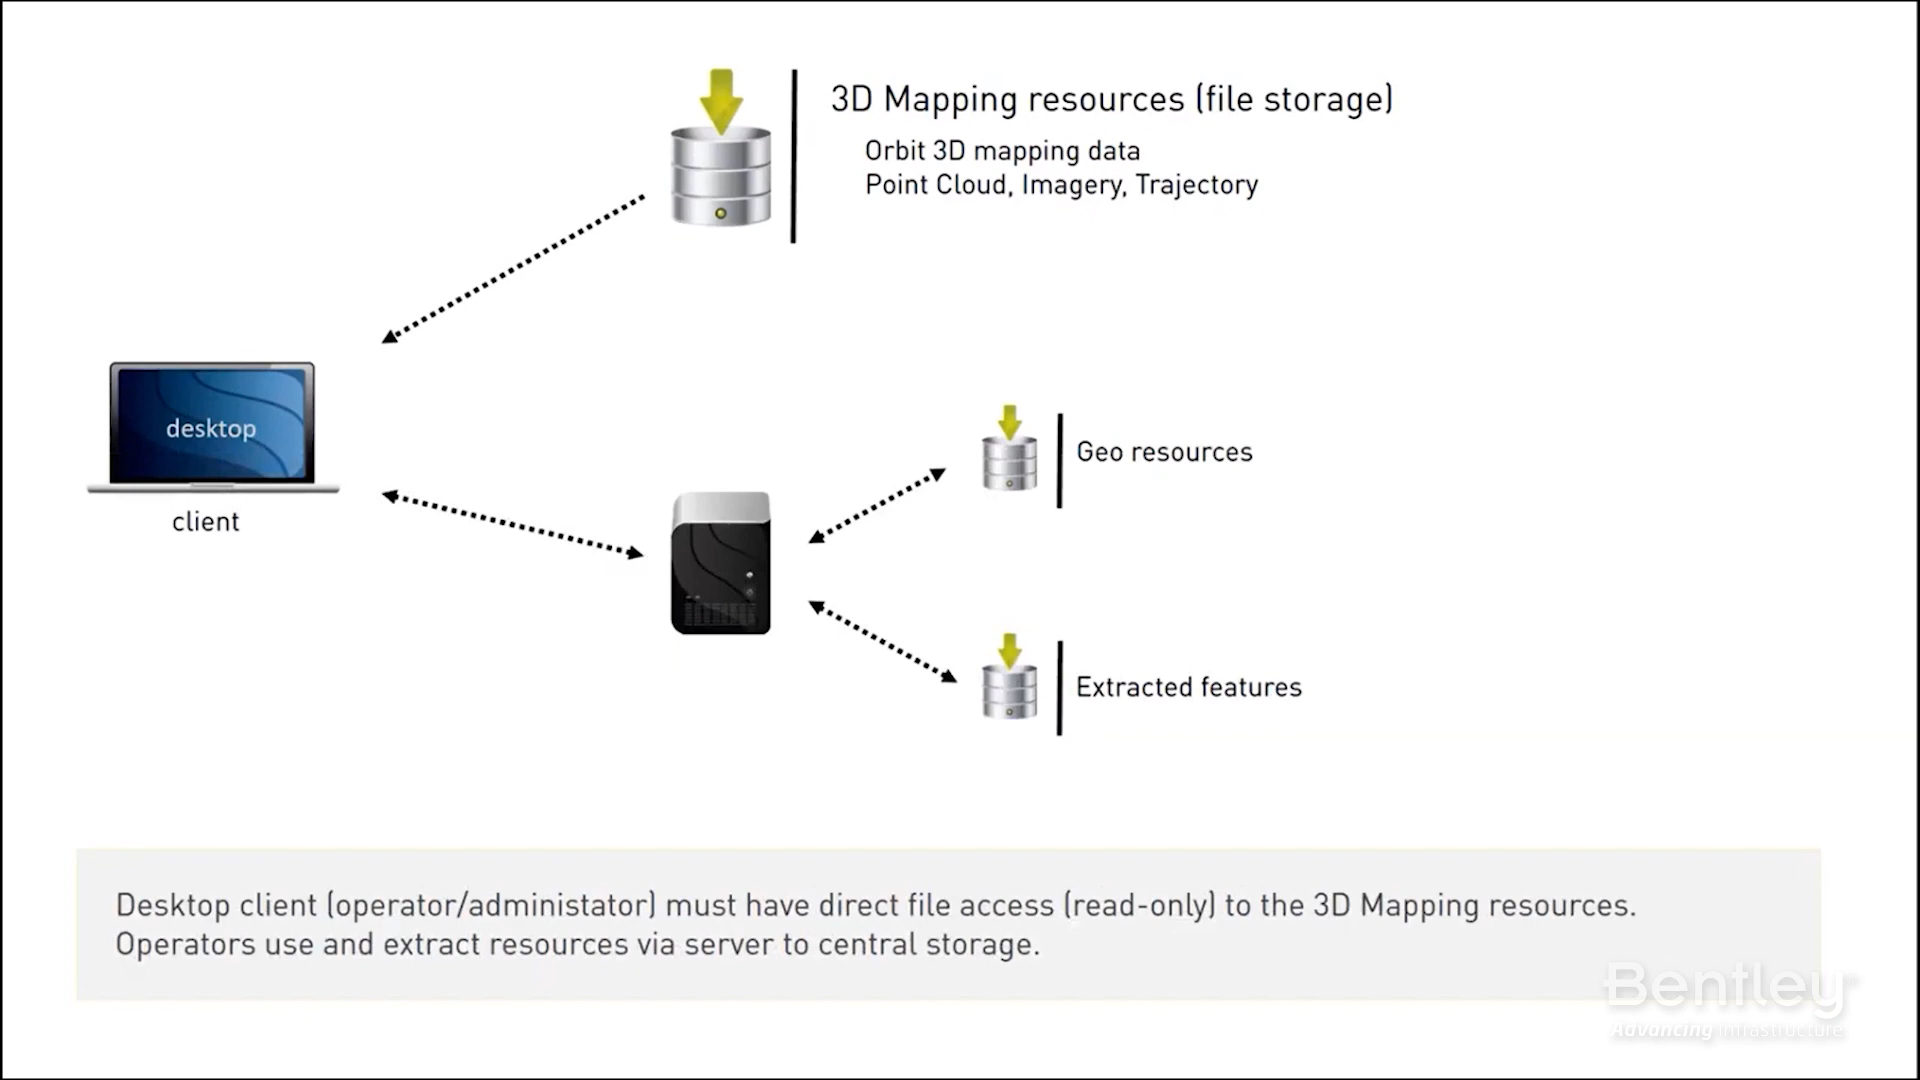 3D Mapping resources (file storage)
Orbit 3D mapping data
Point Cloud, Imagery, Trajectory
desktop
client
Geo resources
Extracted features
Desktop client (operator/administator) must have direct file access (read-only) to the 3D Mapping resources.
Operators use and extract resources via server to central storage.
Bentley
Advancing Infrastructure